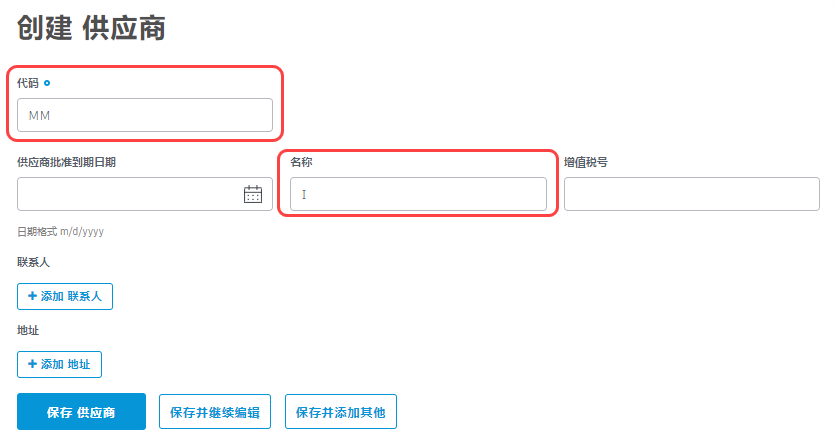 创建 供应商
代码
MM
供应商批准到期日期 名称 增值税号
I
日期格式 m/d/yyyy
联系人
+ 添加 联系人
地址
+ 添加 地址
保存 供应商 保存并继续编辑 保存并添加其他